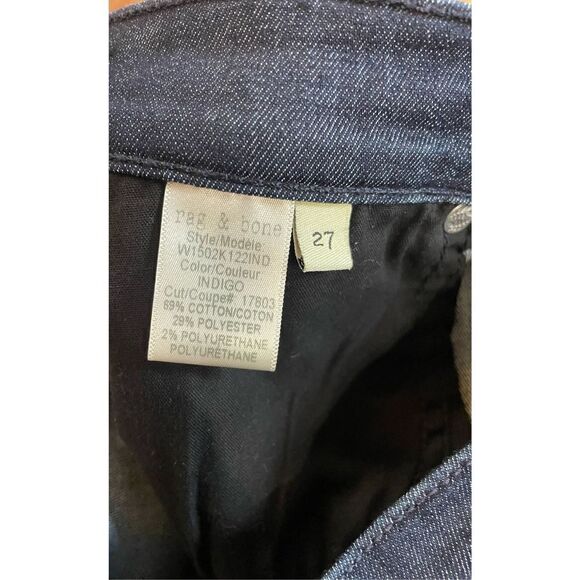 rag & bone
Style/Modèle:
W1502K122IND
Color/Couleur
INDIGO
Cut/Coupe# 17803
69% COTTON/COTON
29% POLYESTER
2% POLYURETHANE
POLYURETHANE
27